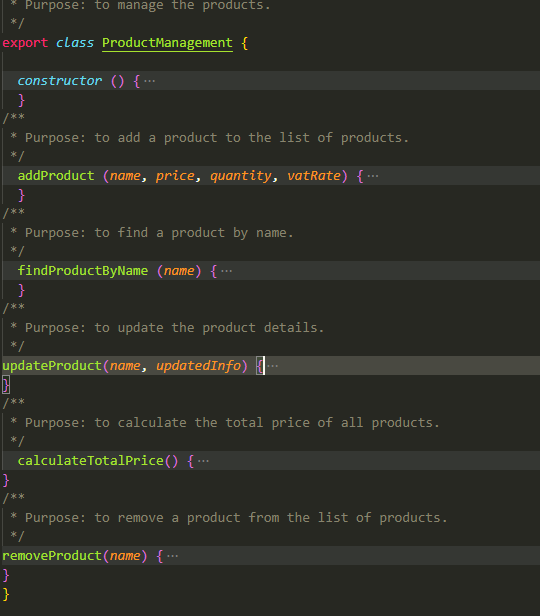 * Purpose: to manage the products.
*/
export class ProductManagement {
constructor () {···
}
/**
* Purpose: to add a product to the list of products.
*/
addProduct (name, price, quantity, vatRate) {···
}
/**
* Purpose: to find a product by name.
*/
findProductByName (name) {···
}
/**
* Purpose: to update the product details.
*/
updateProduct(name, updatedInfo) {···
}
/**
* Purpose: to calculate the total price of all products.
*/
calculateTotalPrice() {···
}
/**
* Purpose: to remove a product from the list of products.
*/
removeProduct(name) {···
}
}